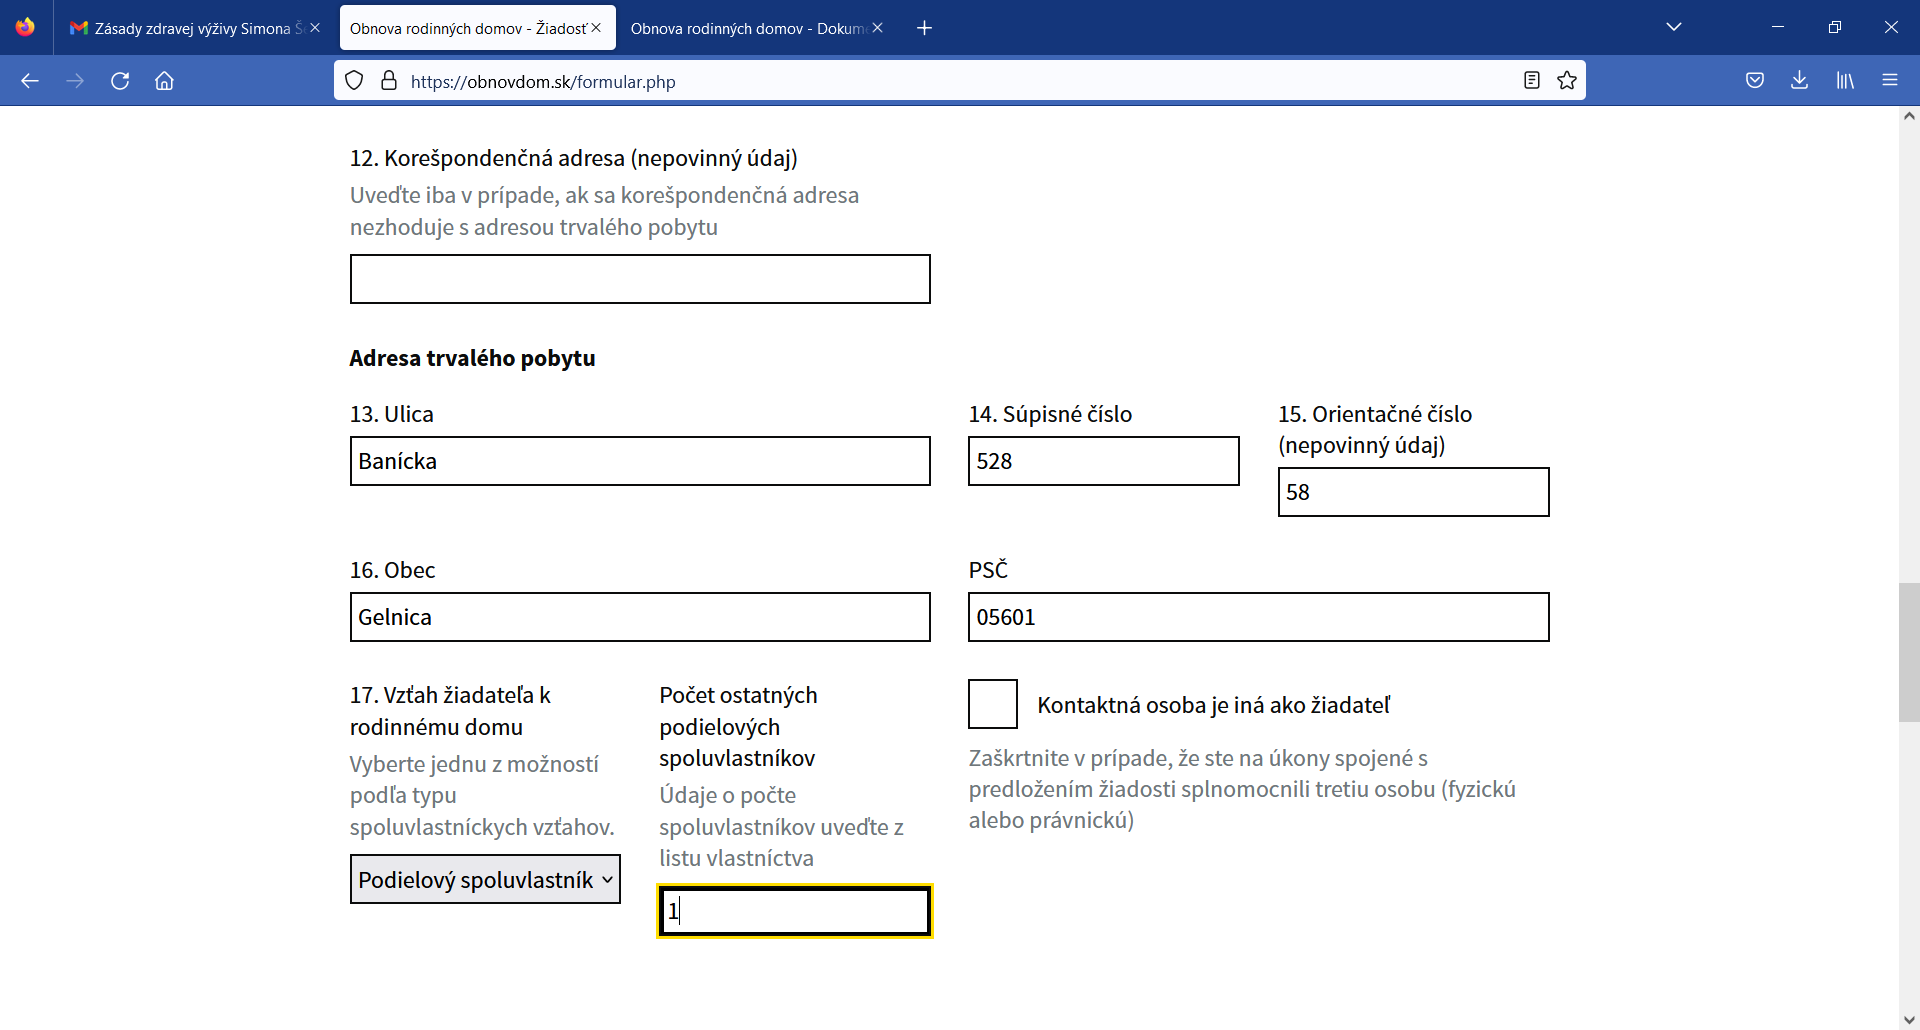 Zásady zdravej výživy Simona
Obnova rodinných domov - Žiadosť
Obnova rodinných domov - Dokum
https://obnovdom.sk/formular.php
12. Korešpondenčná adresa (nepovinný údaj)
Uveďte iba v prípade, ak sa korešpondenčná adresa
nezhoduje s adresou trvalého pobytu
Adresa trvalého pobytu
13. Ulica
14. Súpisné číslo
15. Orientačné číslo
(nepovinný údaj)
Banícka
528
58
16. Obec
PSČ
Gelnica
05601
17. Vzťah žiadateľa k
rodinnému domu
Vyberte jednu z možností
podľa typu
spoluvlastníckych vzťahov.
Podielový spoluvlastník
Počet ostatných
podielových
spoluvlastníkov
Údaje o počte
spoluvlastníkov uveďte z
listu vlastníctva
1
Kontaktná osoba je iná ako žiadateľ
Zaškrtnite v prípade, že ste na úkony spojené s
predložením žiadosti splnomocnili tretiu osobu (fyzickú
alebo právnickú)